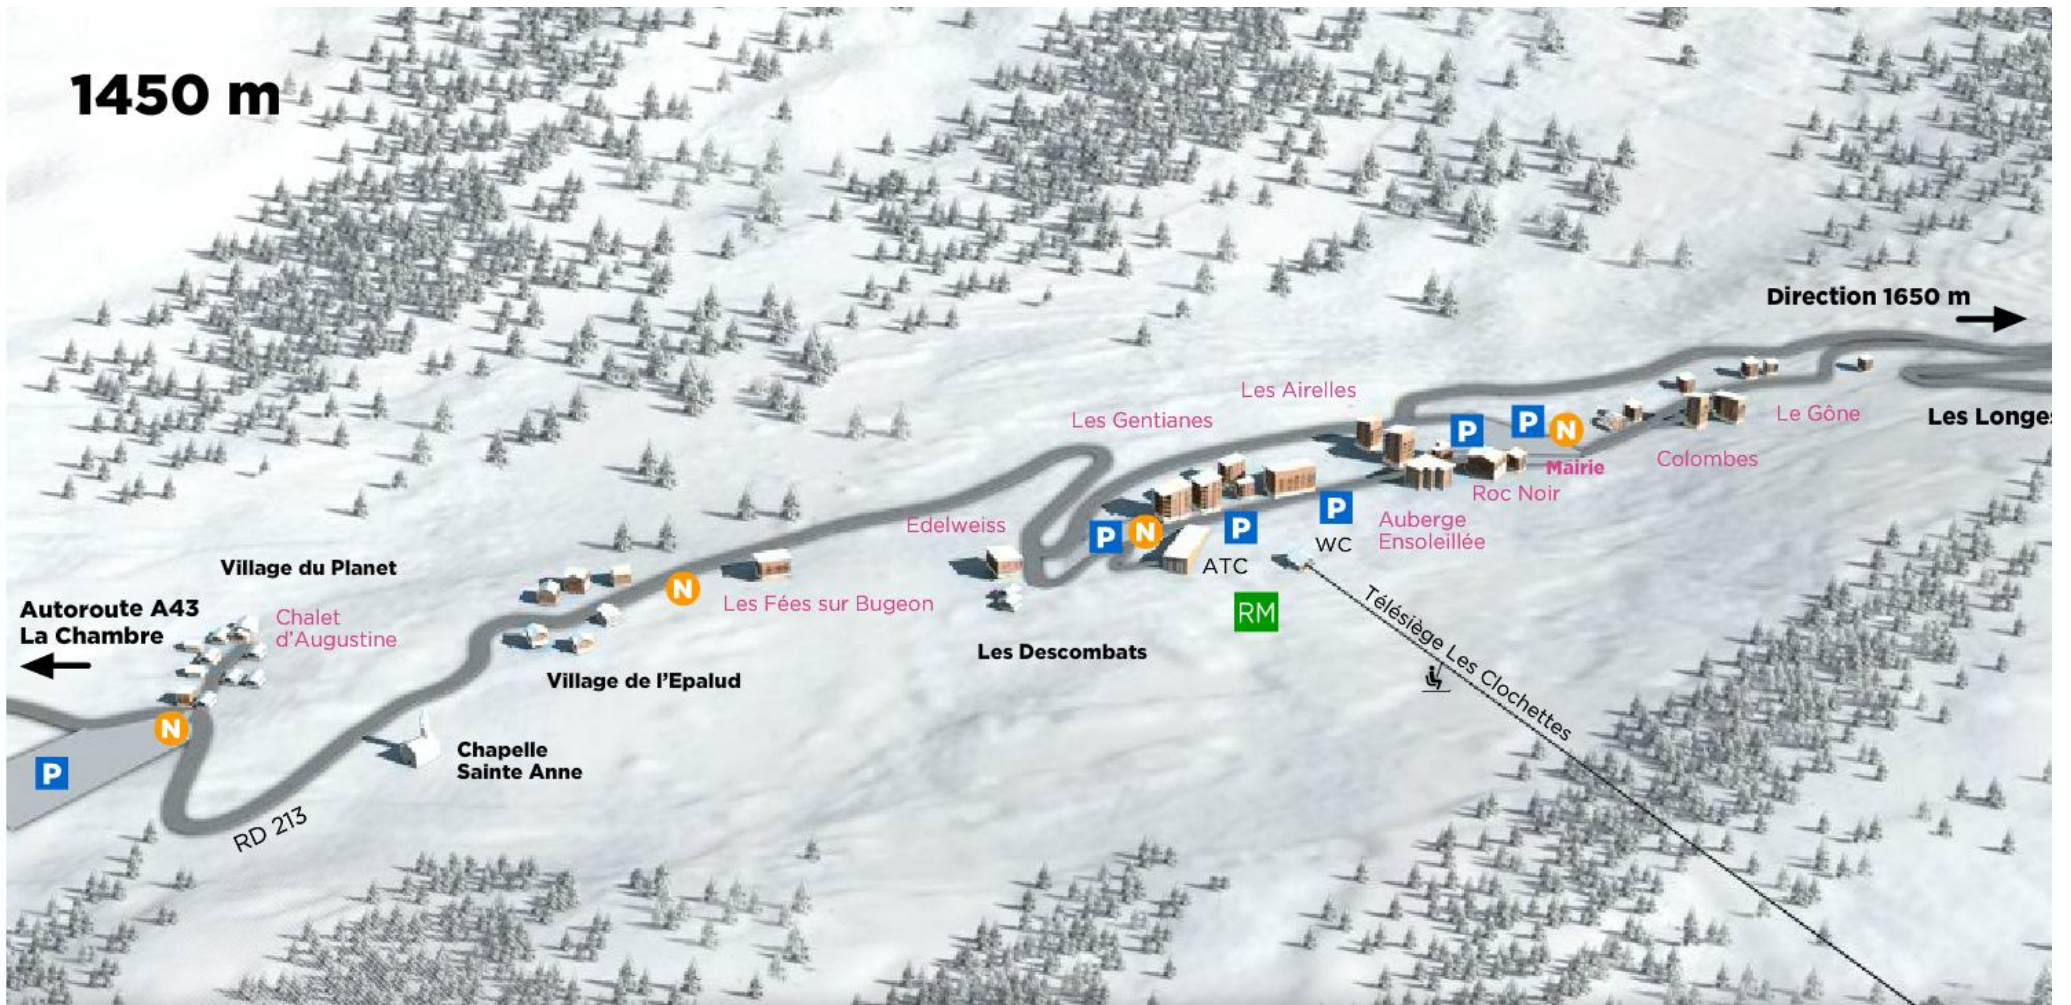 1450 m
Direction 1650 m
Les Airelles
Les Gentianes
P
P
N
Le Gône
Les Longes
Mairie
Colombes
Roc Noir
P
Auberge
Ensoleillée
Edelweiss
P
N
P
WC
ATC
RM
Télésiège Les Clochettes
Village du Planet
Autoroute A43
La Chambre
Chalet
d'Augustine
N
Les Fées sur Bugeon
Les Descombats
Village de l'Epalud
N
P
Chapelle
Sainte Anne
RD 213